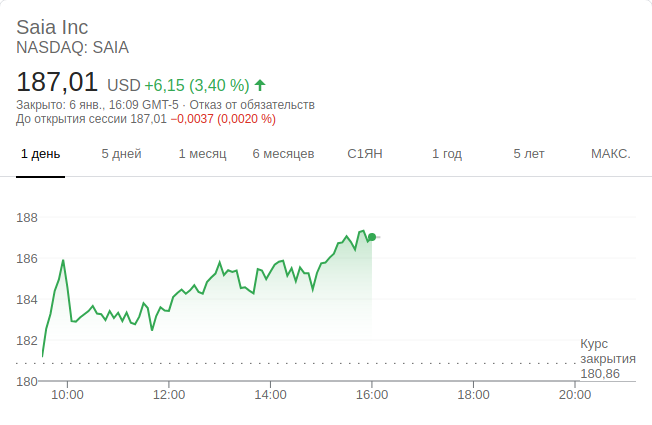 Saia Inc
NASDAQ: SAIA
187,01 USD +6,15 (3,40 %)
Закрыто: 6 янв., 16:09 GMT-5 · Отказ от обязательств
До открытия сессии 187,01 −0,0037 (0,0020 %)
1 день 5 дней 1 месяц 6 месяцев С1ЯН 1 год 5 лет МАКС.
188
186
184
182
Курс
закрытия
180,86
180
10:00 12:00 14:00 16:00 18:00 20:00